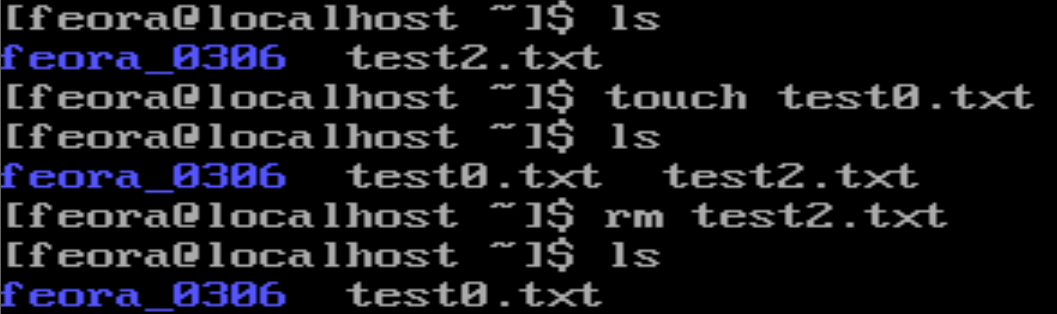 [feora@localhost ~]$ ls
feora_0306  test2.txt
[feora@localhost ~]$ touch test0.txt
[feora@localhost ~]$ ls
feora_0306  test0.txt  test2.txt
[feora@localhost ~]$ rm test2.txt
[feora@localhost ~]$ ls
feora_0306  test0.txt